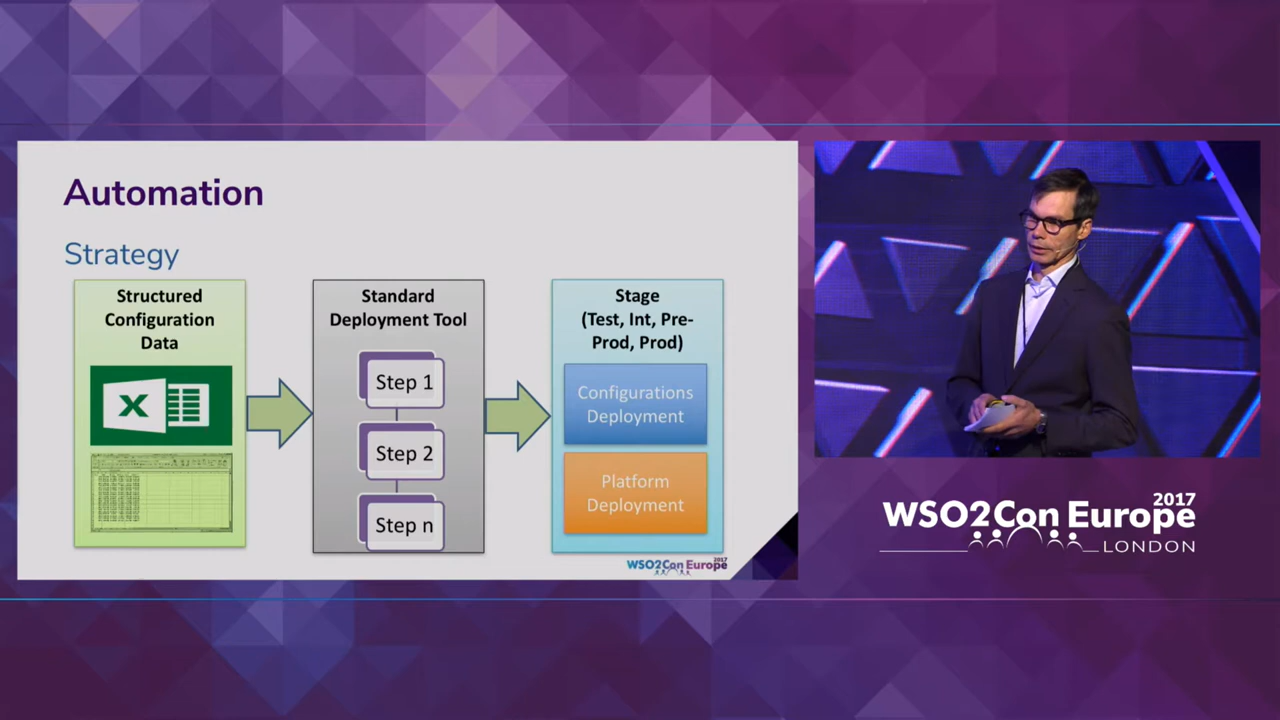 Automation
Strategy
Structured
Configuration
Data
Standard
Deployment Tool
Step 1
Step 2
Step n
Stage
(Test, Int, Pre-
Prod, Prod)
Configurations
Deployment
Platform
Deployment
2017
WSO2Con Europe
2017
WSO2Con Europe
LONDON